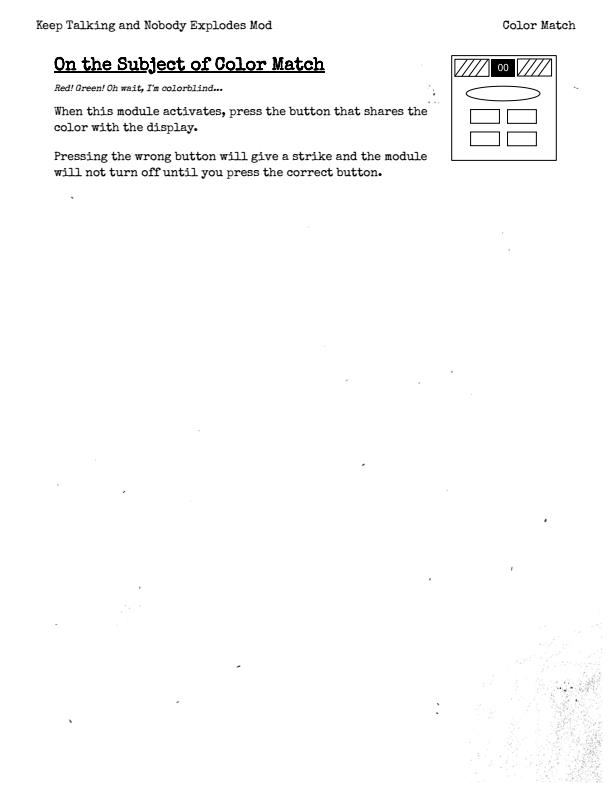 Keep Talking and Nobody Explodes Mod
Color Match
On the Subject of Color Match
Red! Green! Oh wait, I'm colorblind...
When this module activates, press the button that shares the
color with the display.
Pressing the wrong button will give a strike and the module
will not turn off until you press the correct button.
00